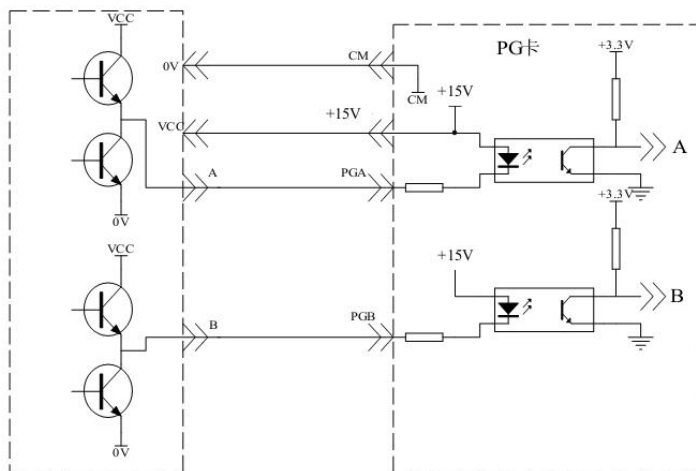 VCC
PG卡
0V
CM
+3.3V
CM
+15V
VCC
+15V
A
A
PGA
0V
+3.3V
VCC
+15V
B
B
PGB
0V